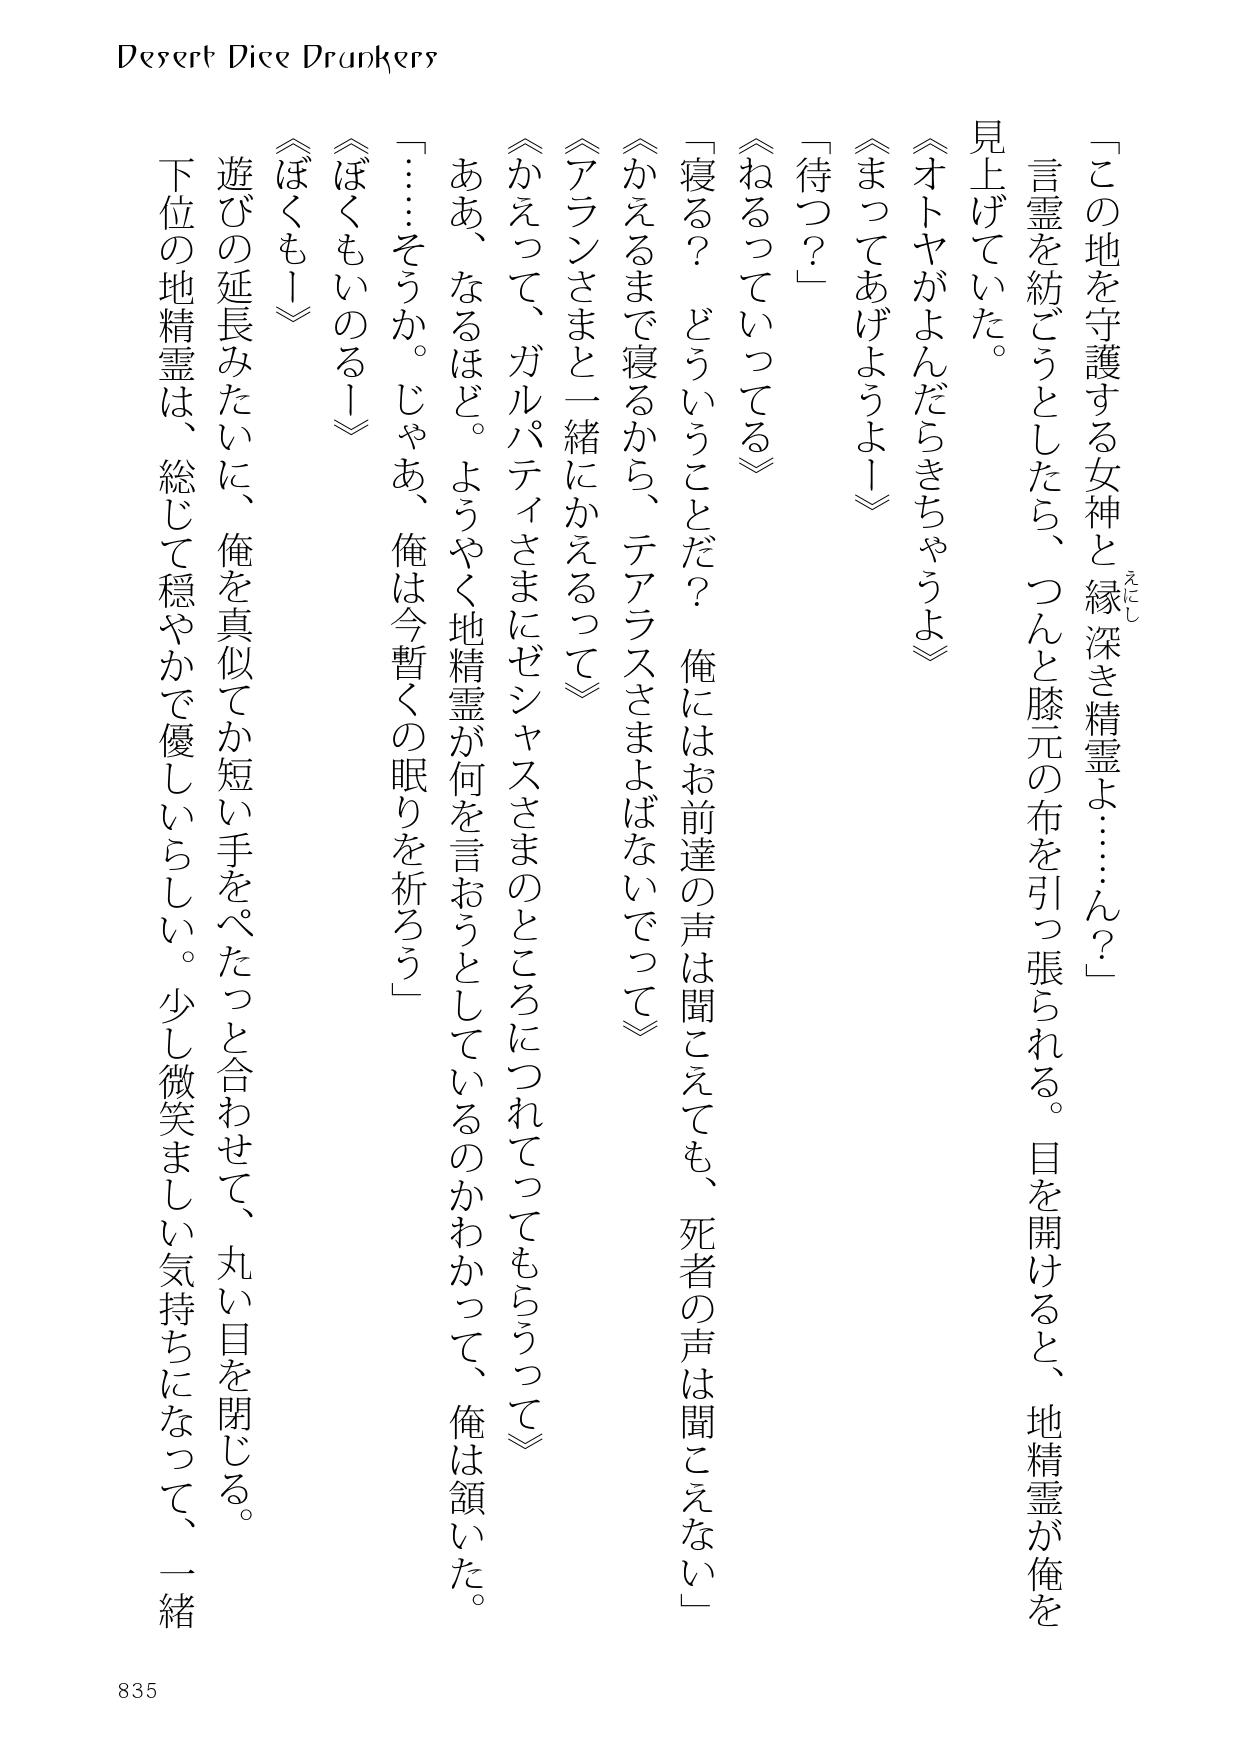 Desert Dice Drunkers
「この地を守護する女神と縁深き精霊よ……ん？」
えにし
　言霊を紡ごうとしたら、つんと膝元の布を引っ張られる。目を開けると、地精霊が俺を
見上げていた。
《オトヤがよんだらきちゃうよ》
《まってあげようよー》
「待つ？」
《ねるっていってる》
「寝る？　どういうことだ？　俺にはお前達の声は聞こえても、死者の声は聞こえない」
《かえるまで寝るから、テアラスさまよばないでって》
《アランさまと一緒にかえるって》
《かえって、ガルパティさまにゼシャスさまのところにつれてってもらうって》
　ああ、なるほど。ようやく地精霊が何を言おうとしているのかわかって、俺は頷いた。
「……そうか。じゃあ、俺は今暫くの眠りを祈ろう」
《ぼくもいのるー》
《ぼくもー》
　遊びの延長みたいに、俺を真似てか短い手をぺたっと合わせて、丸い目を閉じる。
　下位の地精霊は、総じて穏やかで優しいらしい。少し微笑ましい気持ちになって、一緒
835